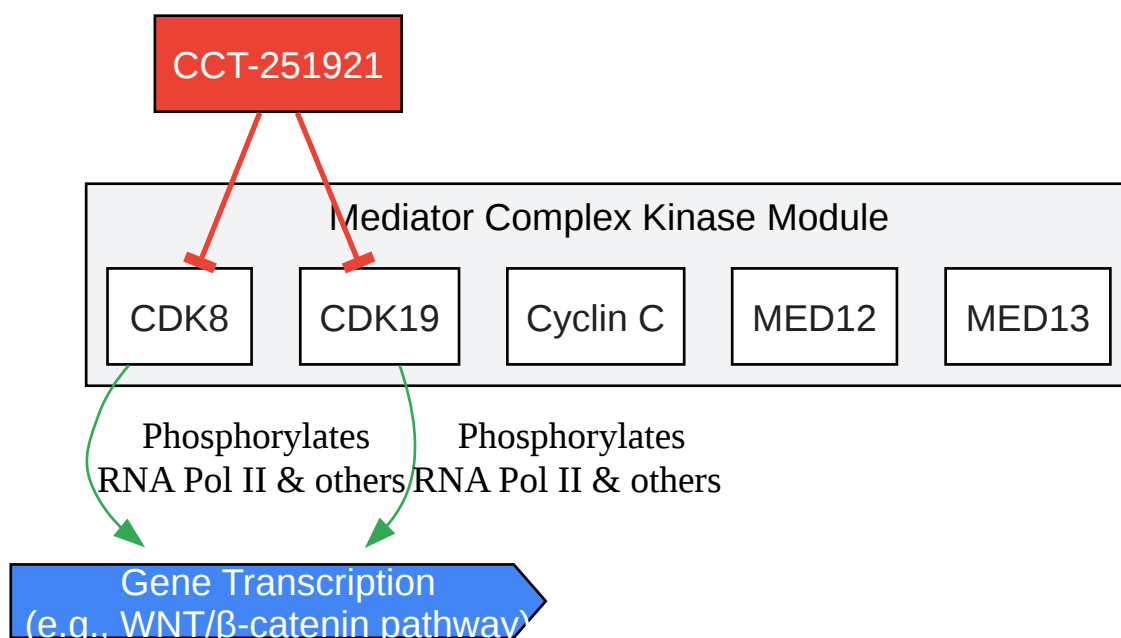 CCT-251921
Mediator Complex Kinase Module
CDK8
CDK19
Cyclin C
MED12
MED13
Phosphorylates
RNA Pol II & others
Phosphorylates
RNA Pol II & others
Gene Transcription
(e.g., WNT/β-catenin pathway)